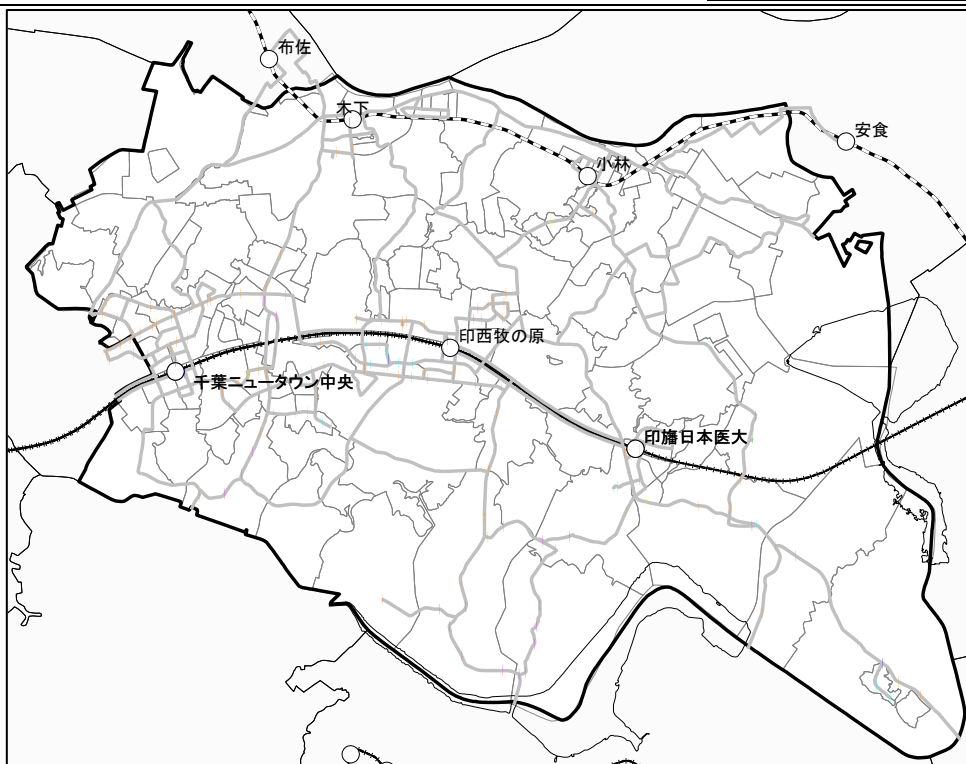 布佐
木下
安食
小林
印西牧の原
千葉ニュータウン中央
印旛日本医大